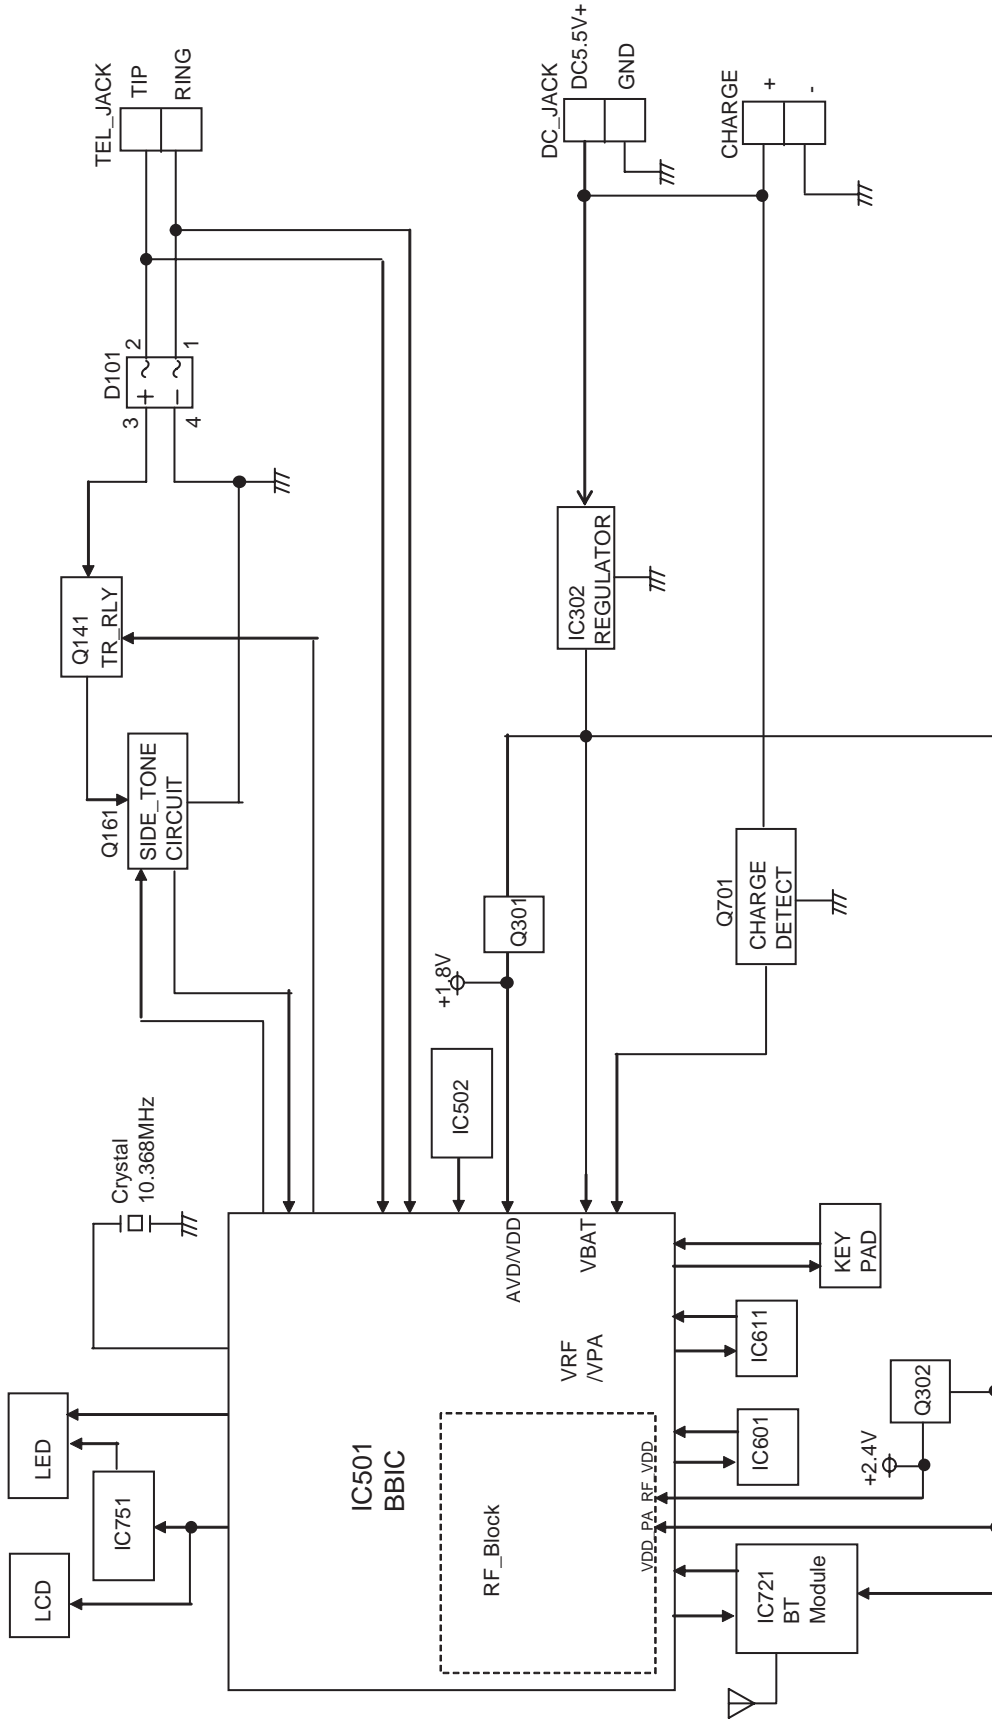 TEL_JACK
TIP
RING
D101
2
1
3
4
+
~
-
~
Q141
TR_RLY
Q161
SIDE_TONE
CIRCUIT
Crystal
10.368MHz
DC_JACK
DC5.5V+
GND
CHARGE
+
-
IC302
REGULATOR
Q301
+1.8V
IC502
Q701
CHARGE
DETECT
LED
IC751
LCD
IC501
BBIC
AVD/VDD
VBAT
VRF
/VPA
RF_Block
VDD_PA
RF_VDD
KEY
PAD
IC611
IC601
Q302
+2.4V
IC721
BT
Module